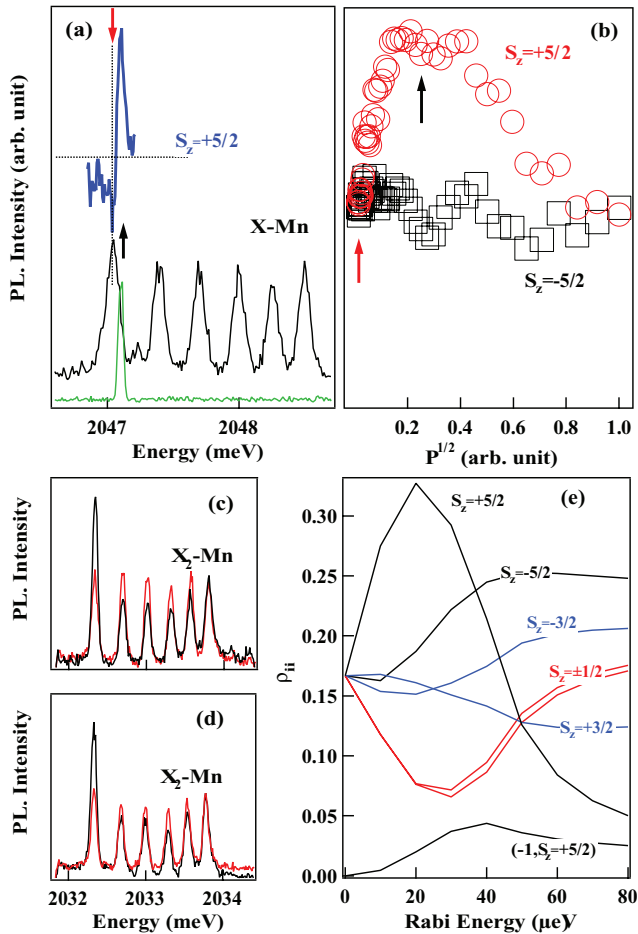 (a)
S_z=+5/2
X-Mn
PL. Intensity (arb. unit)
2047
2048
Energy (meV)
(b)
S_z=+5/2
S_z=-5/2
0.2
0.4
0.6
0.8
1.0
P^1/2 (arb. unit)
(c)
X_2-Mn
PL. Intensity
(d)
X_2-Mn
PL. Intensity
2032
2033
2034
Energy (meV)
(e)
S_z=+5/2
S_z=-5/2
S_z=-3/2
S_z=±1/2
S_z=+3/2
(-1,S_z=+5/2)
ρ_ii
0.30
0.25
0.20
0.15
0.10
0.05
0.00
0
20
40
60
80
Rabi Energy (µeV)